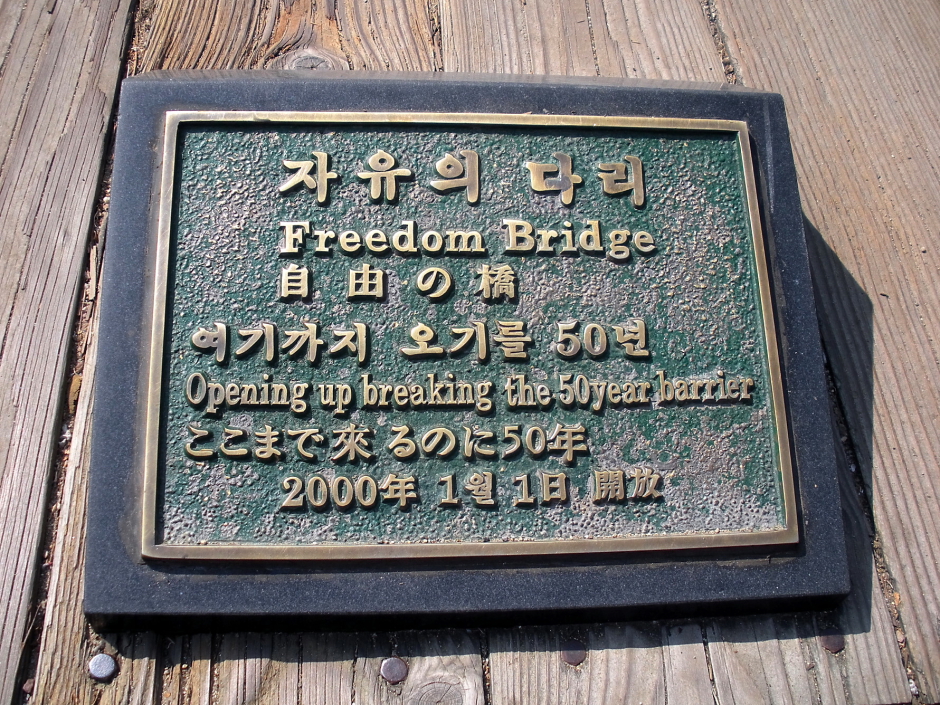 자유의 다리
Freedom Bridge
自由の橋
여기까지 오기를 50년
Opening up breaking the 50year barrier
ここまで來るのに50年
2000年 1월 1日 開放